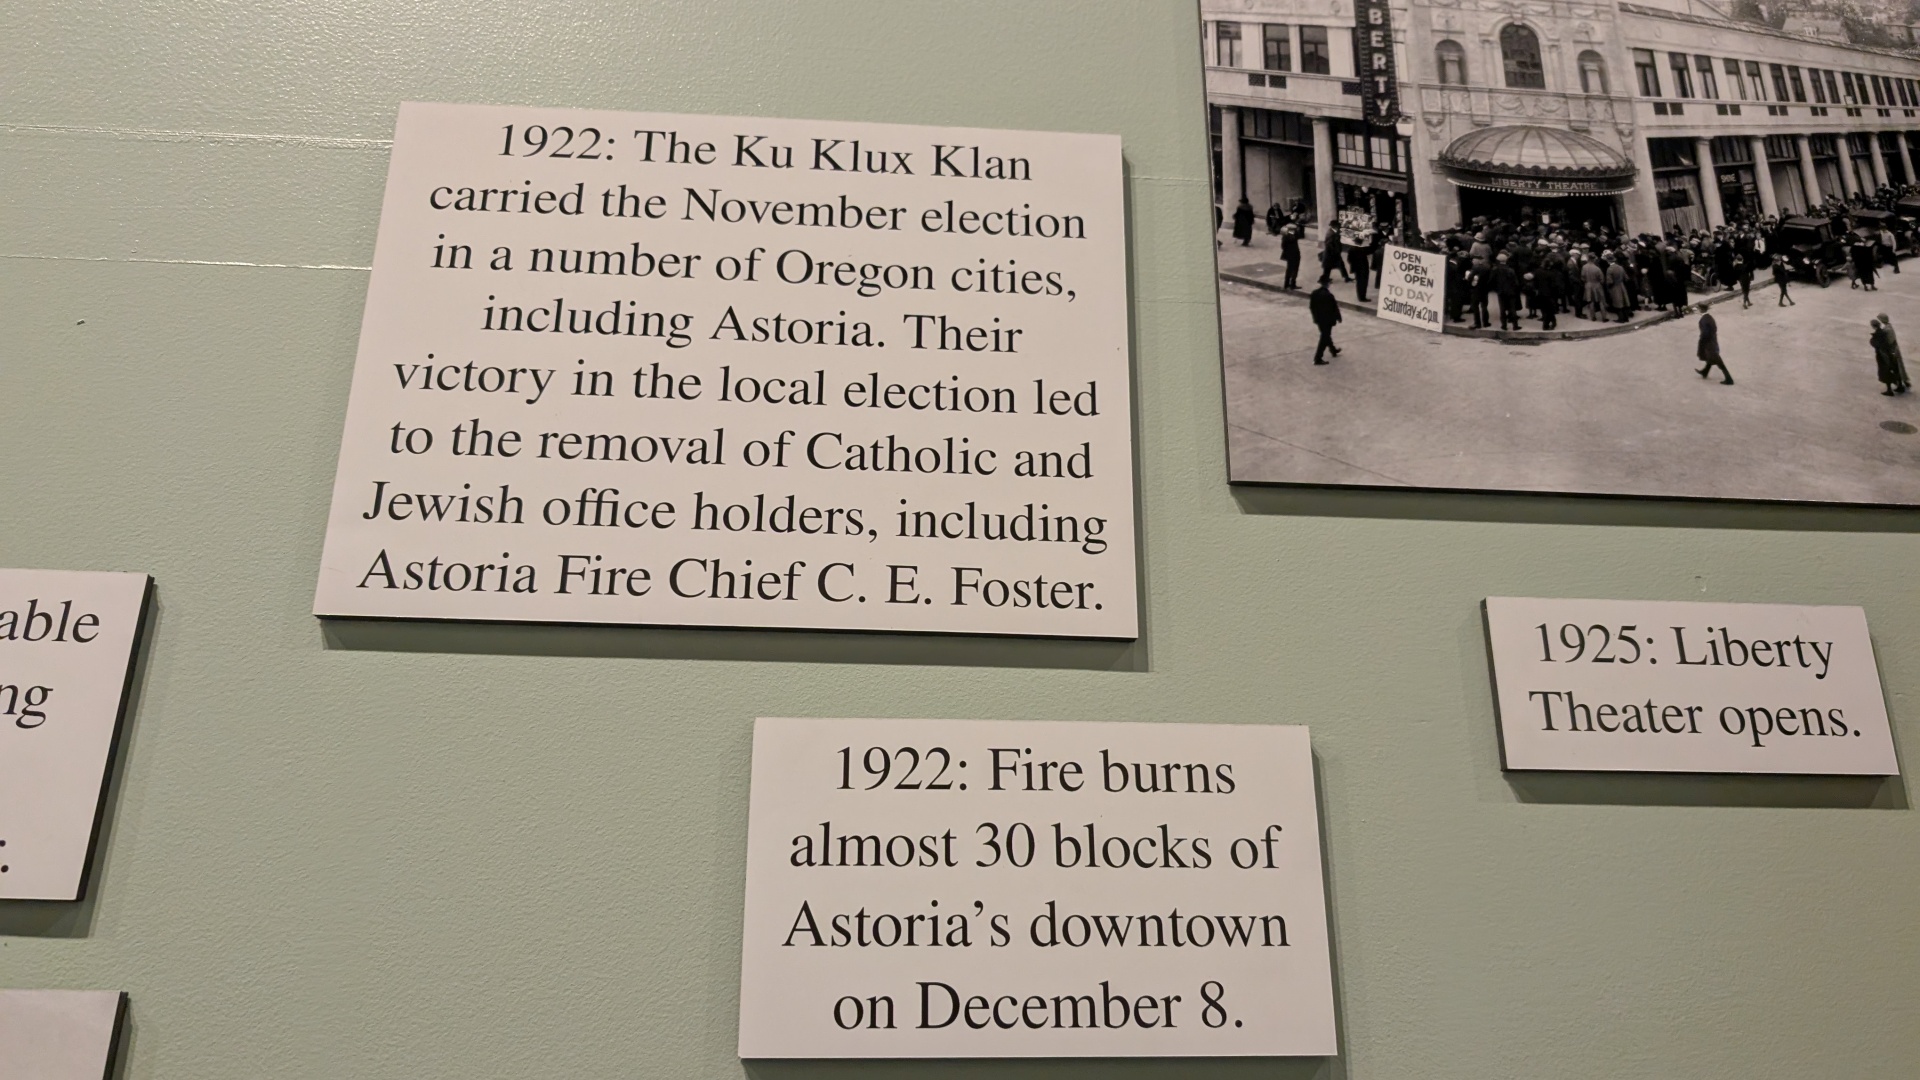 1922: The Ku Klux Klan
carried the November election
in a number of Oregon cities,
including Astoria. Their
victory in the local election led
to the removal of Catholic and
Jewish office holders, including
Astoria Fire Chief C. E. Foster.
BERTY
LIBERTY THEATRE
OPEN
OPEN
OPEN
TO DAY
Saturday at 2 p.m.
able
ng
1925: Liberty
Theater opens.
1922: Fire burns
almost 30 blocks of
Astoria’s downtown
on December 8.